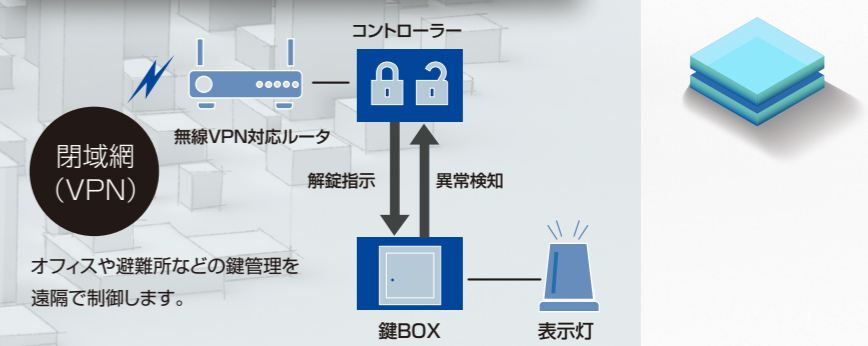 コントローラー
無線VPN対応ルータ
閉域網
(VPN)
解錠指示
異常検知
オフィスや避難所などの鍵管理を
遠隔で制御します。
鍵BOX
表示灯